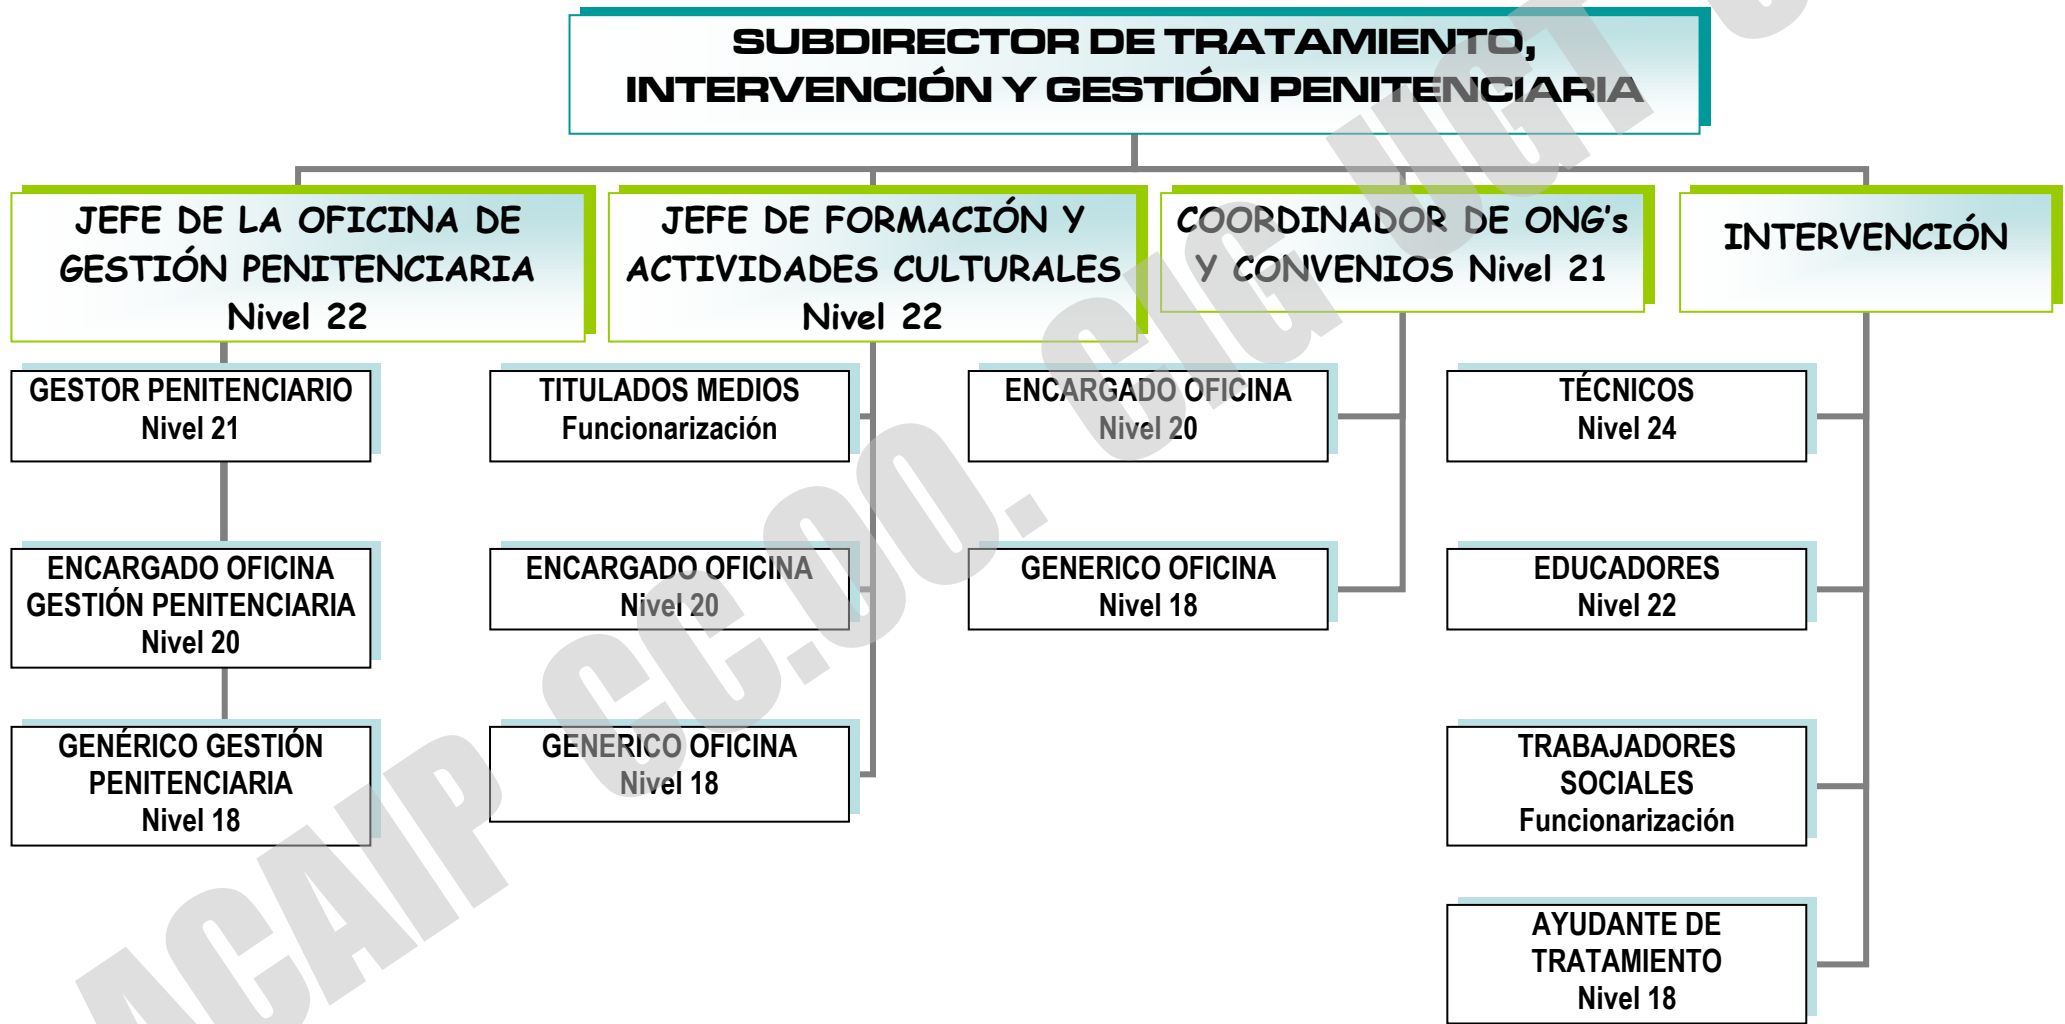 SUBDIRECTOR DE TRATAMIENTO,
INTERVENCIÓN Y GESTIÓN PENITENCIARIA
JEFE DE LA OFICINA DE
GESTIÓN PENITENCIARIA
Nivel 22
GESTOR PENITENCIARIO
Nivel 21
ENCARGADO OFICINA
GESTIÓN PENITENCIARIA
Nivel 20
GENÉRICO GESTIÓN
PENITENCIARIA
Nivel 18
JEFE DE FORMACIÓN Y
ACTIVIDADES CULTURALES
Nivel 22
TITULADOS MEDIOS
Funcionarización
ENCARGADO OFICINA
Nivel 20
GENERICO OFICINA
Nivel 18
COORDINADOR DE ONG's
Y CONVENIOS Nivel 21
ENCARGADO OFICINA
Nivel 20
GENERICO OFICINA
Nivel 18
INTERVENCIÓN
TÉCNICOS
Nivel 24
EDUCADORES
Nivel 22
TRABAJADORES
SOCIALES
Funcionarización
AYUDANTE DE
TRATAMIENTO
Nivel 18
ACAIP CC.OO. CIG UGT